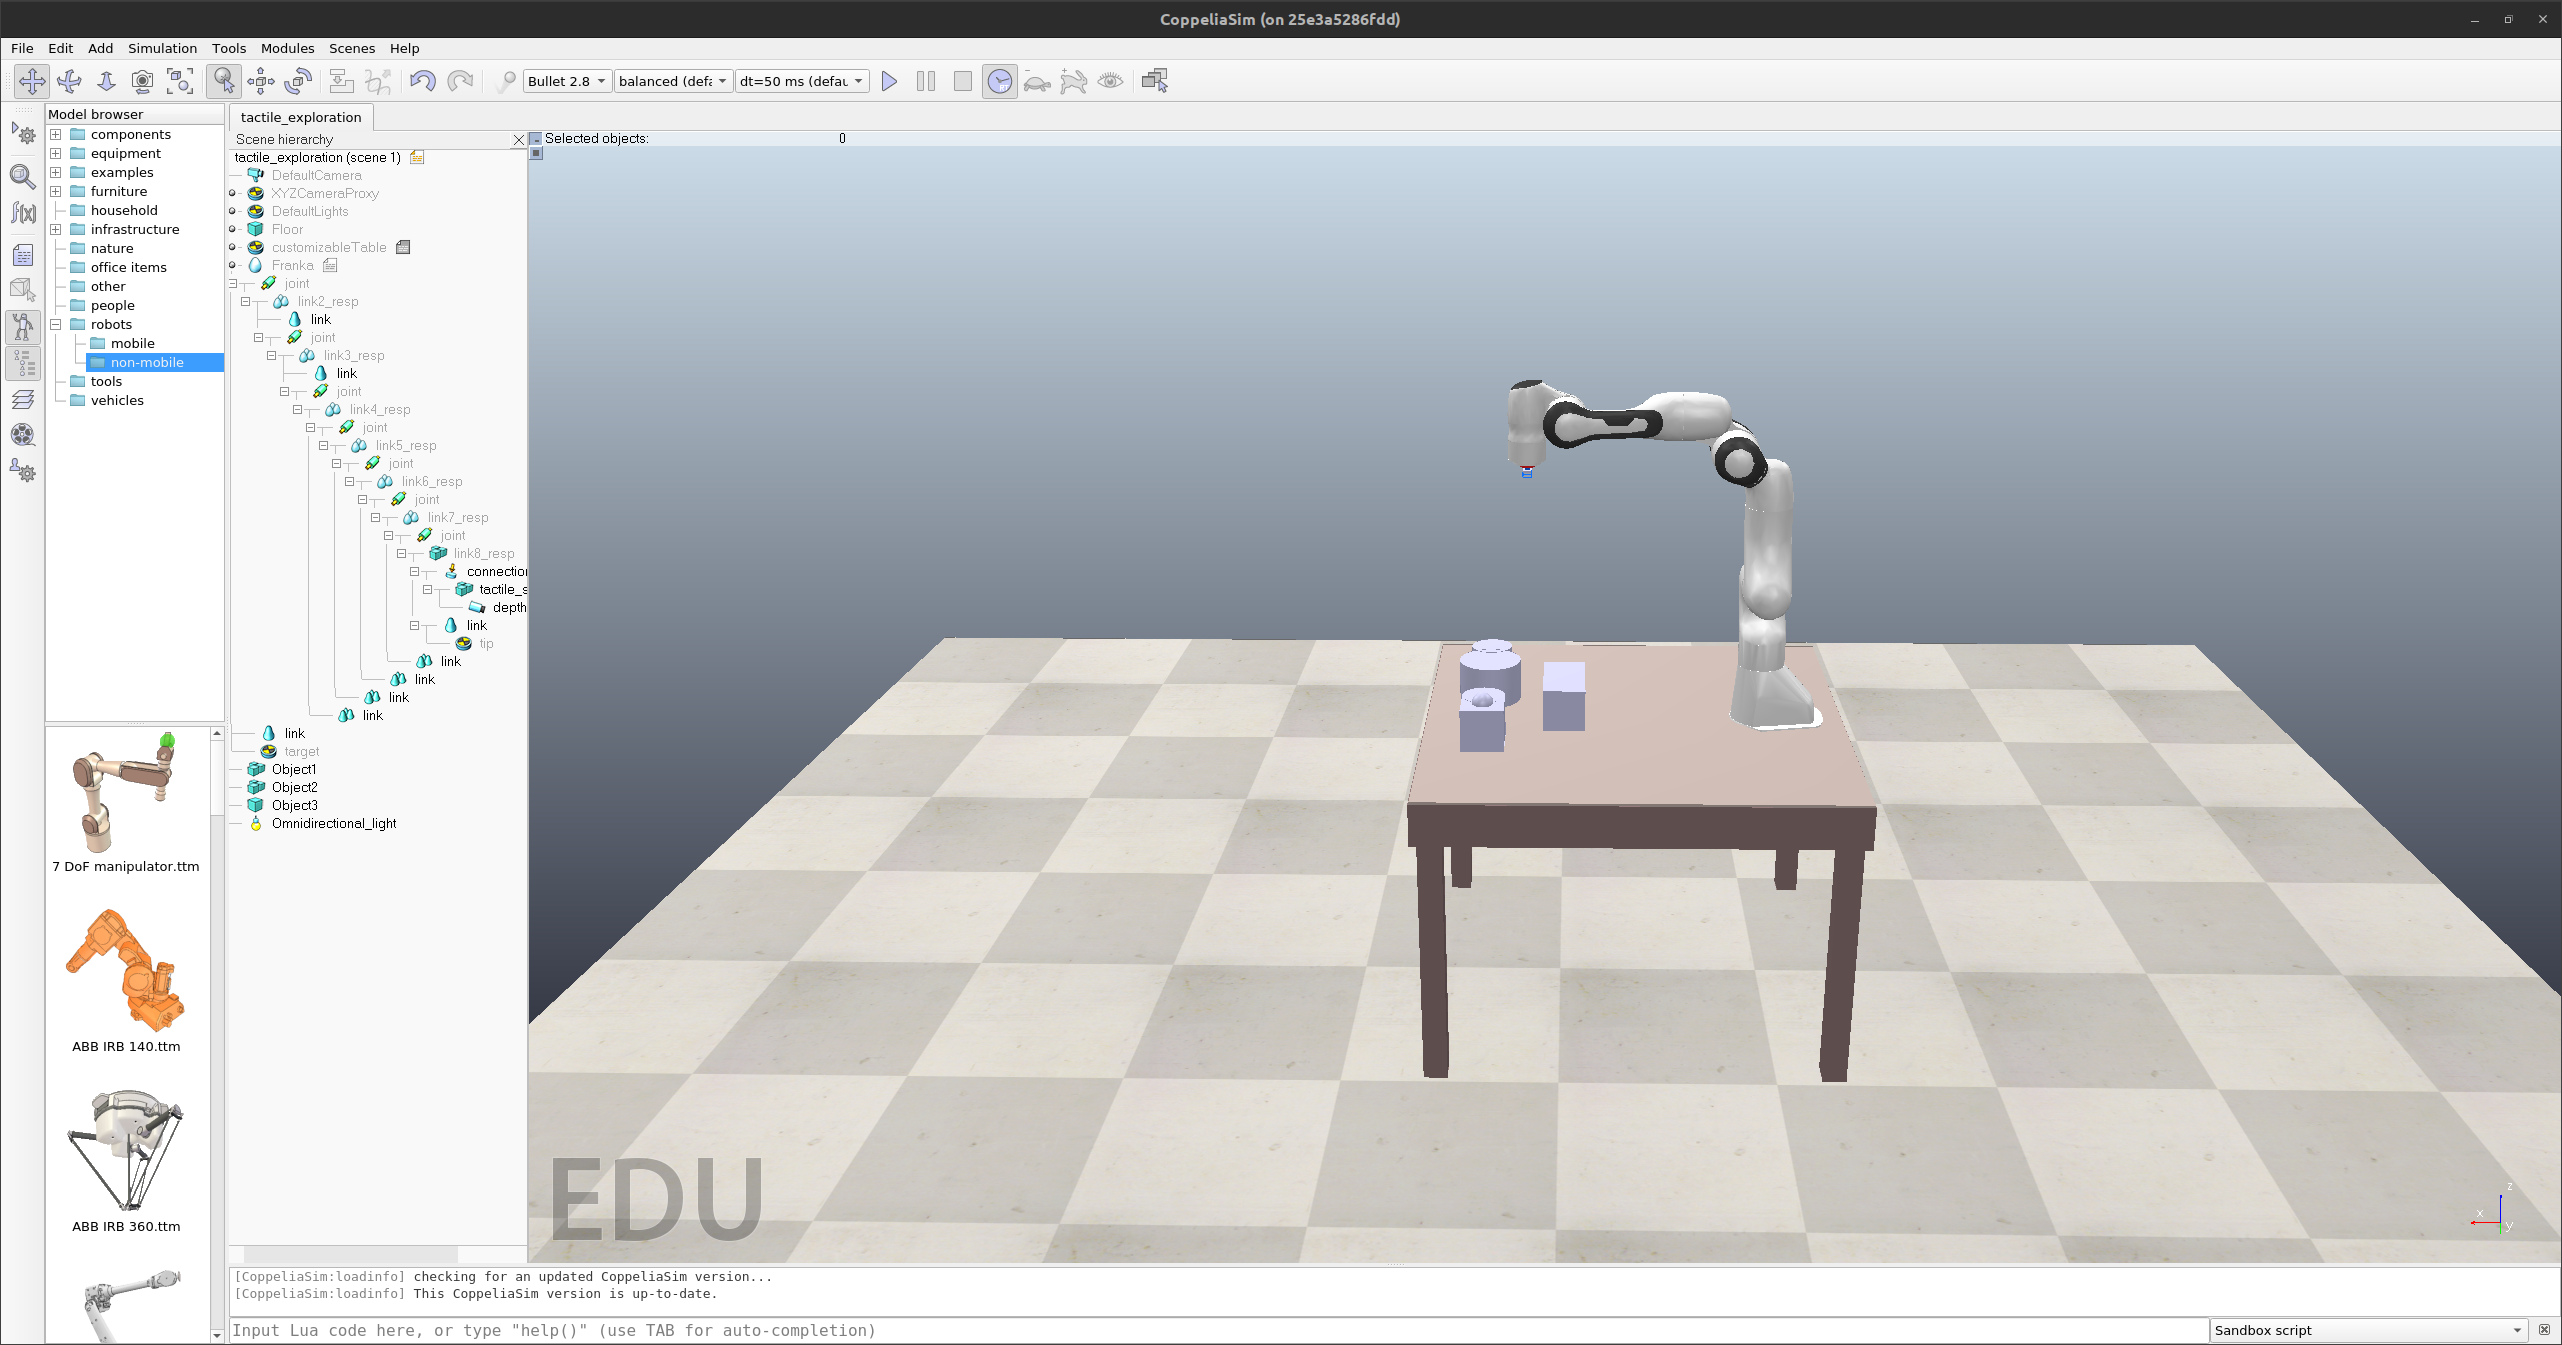 CoppeliaSim (on 25e3a5286fdd)
File Edit Add Simulation Tools Modules Scenes Help
Bullet 2.8 balanced (defa dt=50 ms (defau
Model browser
components
equipment
examples
furniture
household
infrastructure
nature
office items
other
people
robots
mobile
non-mobile
tools
vehicles
7 DoF manipulator.ttm
ABB IRB 140.ttm
ABB IRB 360.ttm
tactile_exploration
Scene hierarchy
tactile_exploration (scene 1)
DefaultCamera
XYZCameraProxy
DefaultLights
Floor
customizableTable
Franka
joint
link2_resp
link
joint
link3_resp
link
joint
link4_resp
joint
link5_resp
joint
link6_resp
joint
link7_resp
joint
link8_resp
connection
tactile_s
depth
link
tip
link
link
link
link
link
target
Object1
Object2
Object3
Omnidirectional_light
Selected objects: 0
EDU
z
x
y
[CoppeliaSim:loadinfo] checking for an updated CoppeliaSim version...
[CoppeliaSim:loadinfo] This CoppeliaSim version is up-to-date.
Input Lua code here, or type "help()" (use TAB for auto-completion)
Sandbox script